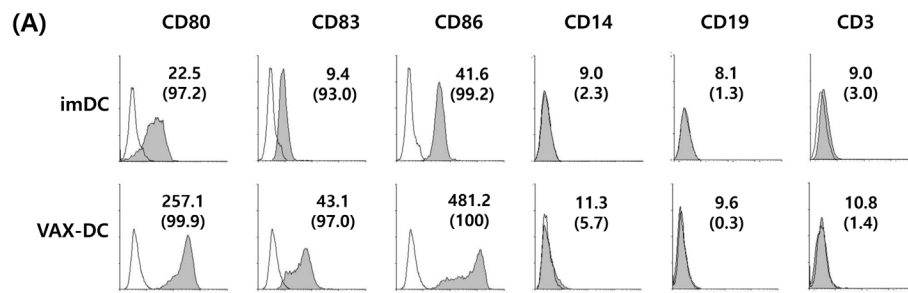 (A) CD80 CD83 CD86 CD14 CD19 CD3
imDC
22.5 9.4 41.6 9.0 8.1 9.0
(97.2) (93.0) (99.2) (2.3) (1.3) (3.0)
VAX-DC
257.1 43.1 481.2 11.3 9.6 10.8
(99.9) (97.0) (100) (5.7) (0.3) (1.4)